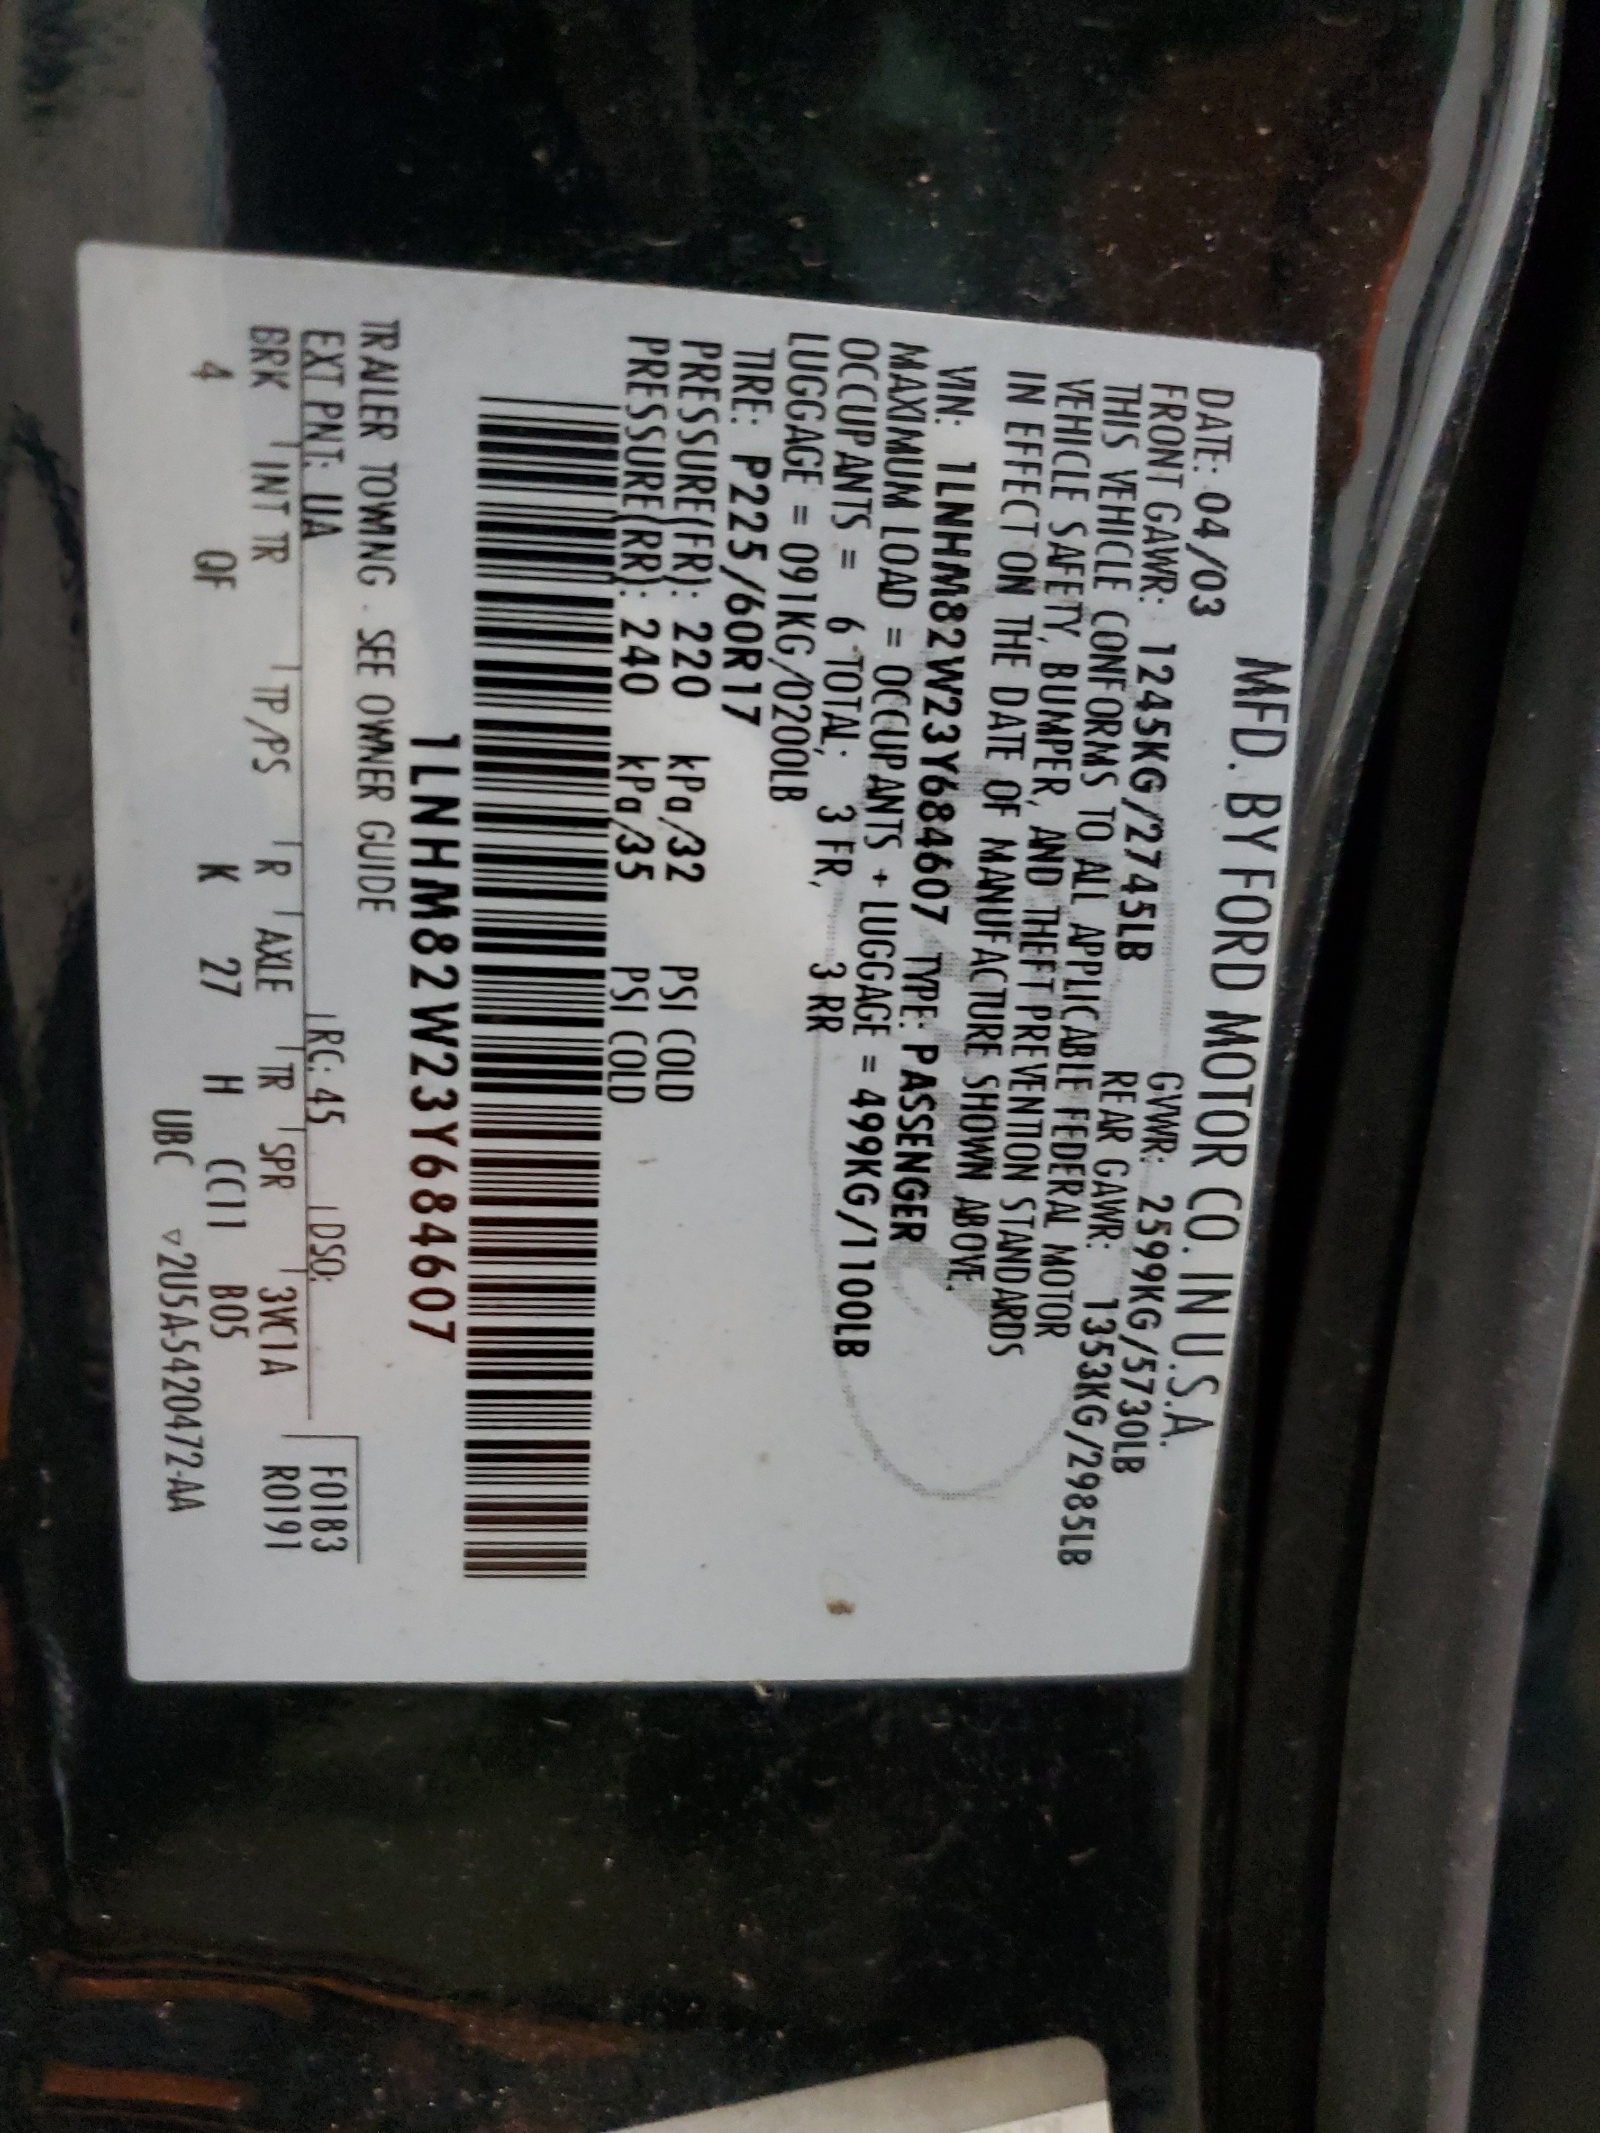 MFD. BY FORD MOTOR CO. IN U.S.A.
DATE: 04/03 GVWR: 2599KG/5730LB
FRONT GAWR: 1245KG/2745LB REAR GAWR: 1353KG/2985LB
THIS VEHICLE CONFORMS TO ALL APPLICABLE FEDERAL MOTOR
VEHICLE SAFETY, BUMPER, AND THEFT PREVENTION STANDARDS
IN EFFECT ON THE DATE OF MANUFACTURE SHOWN ABOVE.
VIN: 1LNHM82W23Y684607 TYPE: PASSENGER
MAXIMUM LOAD = OCCUPANTS + LUGGAGE = 499KG/1100LB
OCCUPANTS = 6 TOTAL; 3 FR, 3 RR
LUGGAGE = 091KG/0200LB
TIRE: P225/60R17
PRESSURE(FR): 220 kPa/32 PSI COLD
PRESSURE(RR): 240 kPa/35 PSI COLD
1LNHM82W23Y684607
TRAILER TOWING - SEE OWNER GUIDE
F0183
EXT PNT: UA RC: 45 DSO: R0191
BRK INT TR TP/PS R AXLE TR SPR 3VC1A
4 QF K 27 H CC11 B05
UBC ▽2U5A-5420472-AA